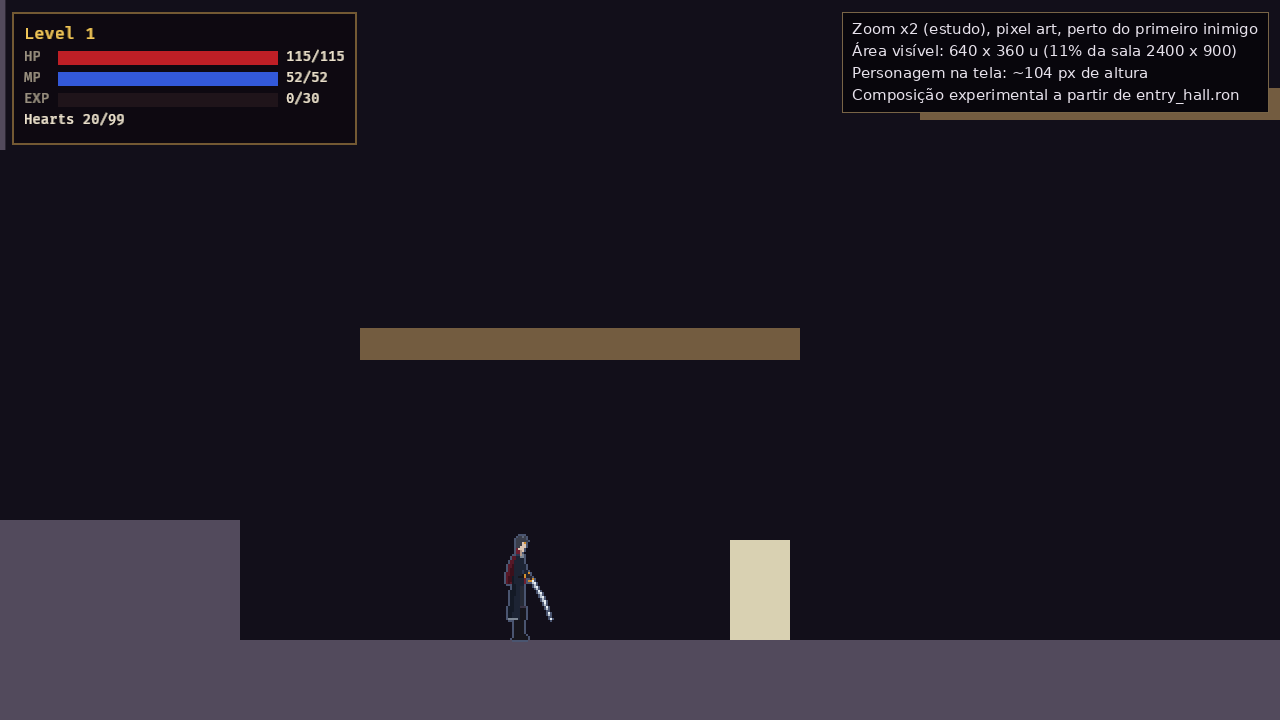 Level 1
HP 115/115
MP 52/52
EXP 0/30
Hearts 20/99
Zoom x2 (estudo), pixel art, perto do primeiro inimigo
Área visível: 640 x 360 u (11% da sala 2400 x 900)
Personagem na tela: ~104 px de altura
Composição experimental a partir de entry_hall.ron